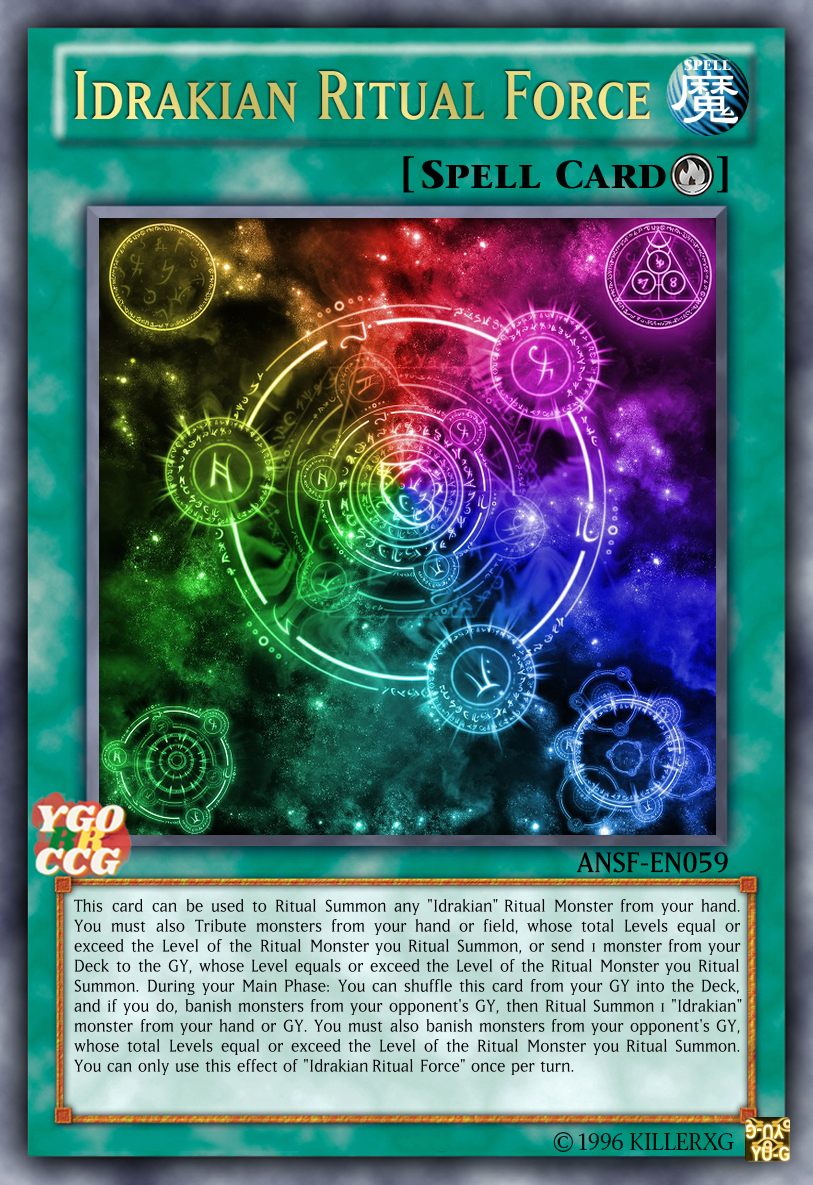 Idrakian Ritual Force
SPELL
魔
[Spell Card]
YGO
CCG
ANSF-EN059
This card can be used to Ritual Summon any "Idrakian" Ritual Monster from your hand.
You must also Tribute monsters from your hand or field, whose total Levels equal or
exceed the Level of the Ritual Monster you Ritual Summon, or send 1 monster from your
Deck to the GY, whose Level equals or exceed the Level of the Ritual Monster you Ritual
Summon. During your Main Phase: You can shuffle this card from your GY into the Deck,
and if you do, banish monsters from your opponent's GY, then Ritual Summon 1 "Idrakian"
monster from your hand or GY. You must also banish monsters from your opponent's GY,
whose total Levels equal or exceed the Level of the Ritual Monster you Ritual Summon.
You can only use this effect of "Idrakian Ritual Force" once per turn.
© 1996 KILLERXG